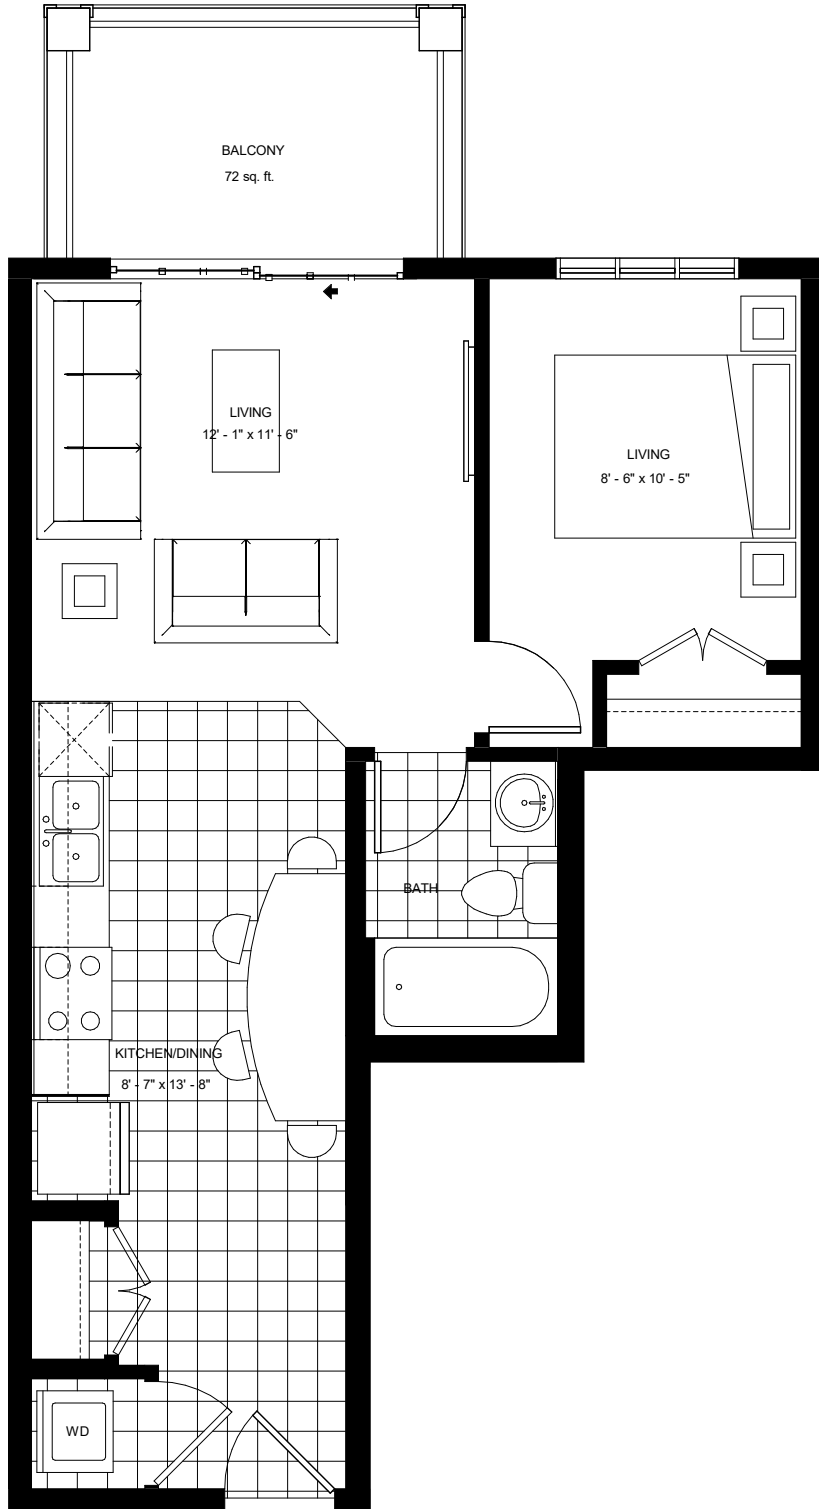 BALCONY
72 sq. ft.
LIVING
12' - 1" x 11' - 6"
LIVING
8' - 6" x 10' - 5"
BATH
KITCHEN/DINING
8' - 7" x 13' - 8"
WD